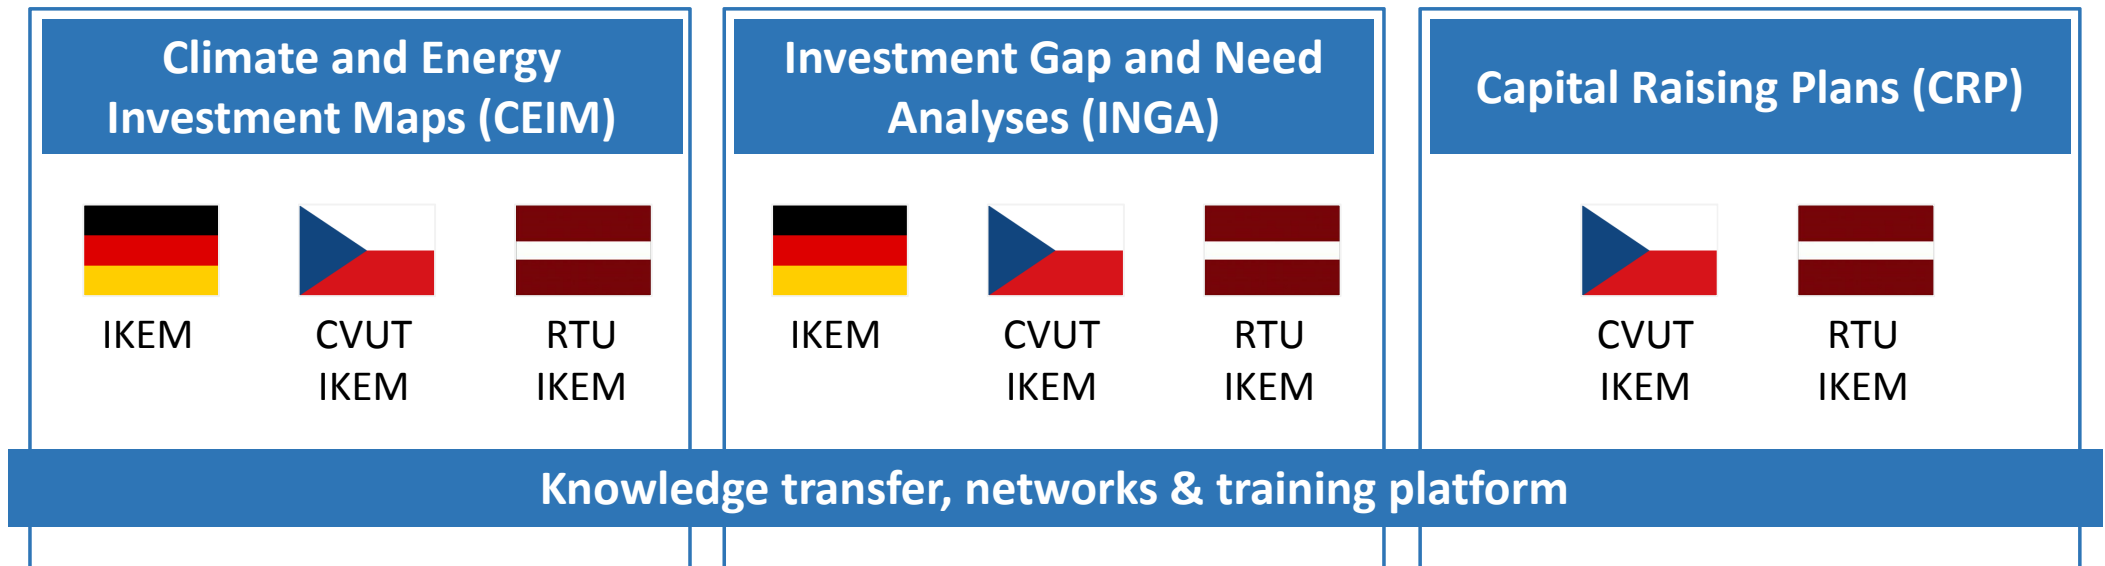 Climate and Energy
Investment Maps (CEIM)
IKEM
CVUT
IKEM
RTU
IKEM
Investment Gap and Need
Analyses (INGA)
IKEM
CVUT
IKEM
RTU
IKEM
Capital Raising Plans (CRP)
CVUT
IKEM
RTU
IKEM
Knowledge transfer, networks & training platform